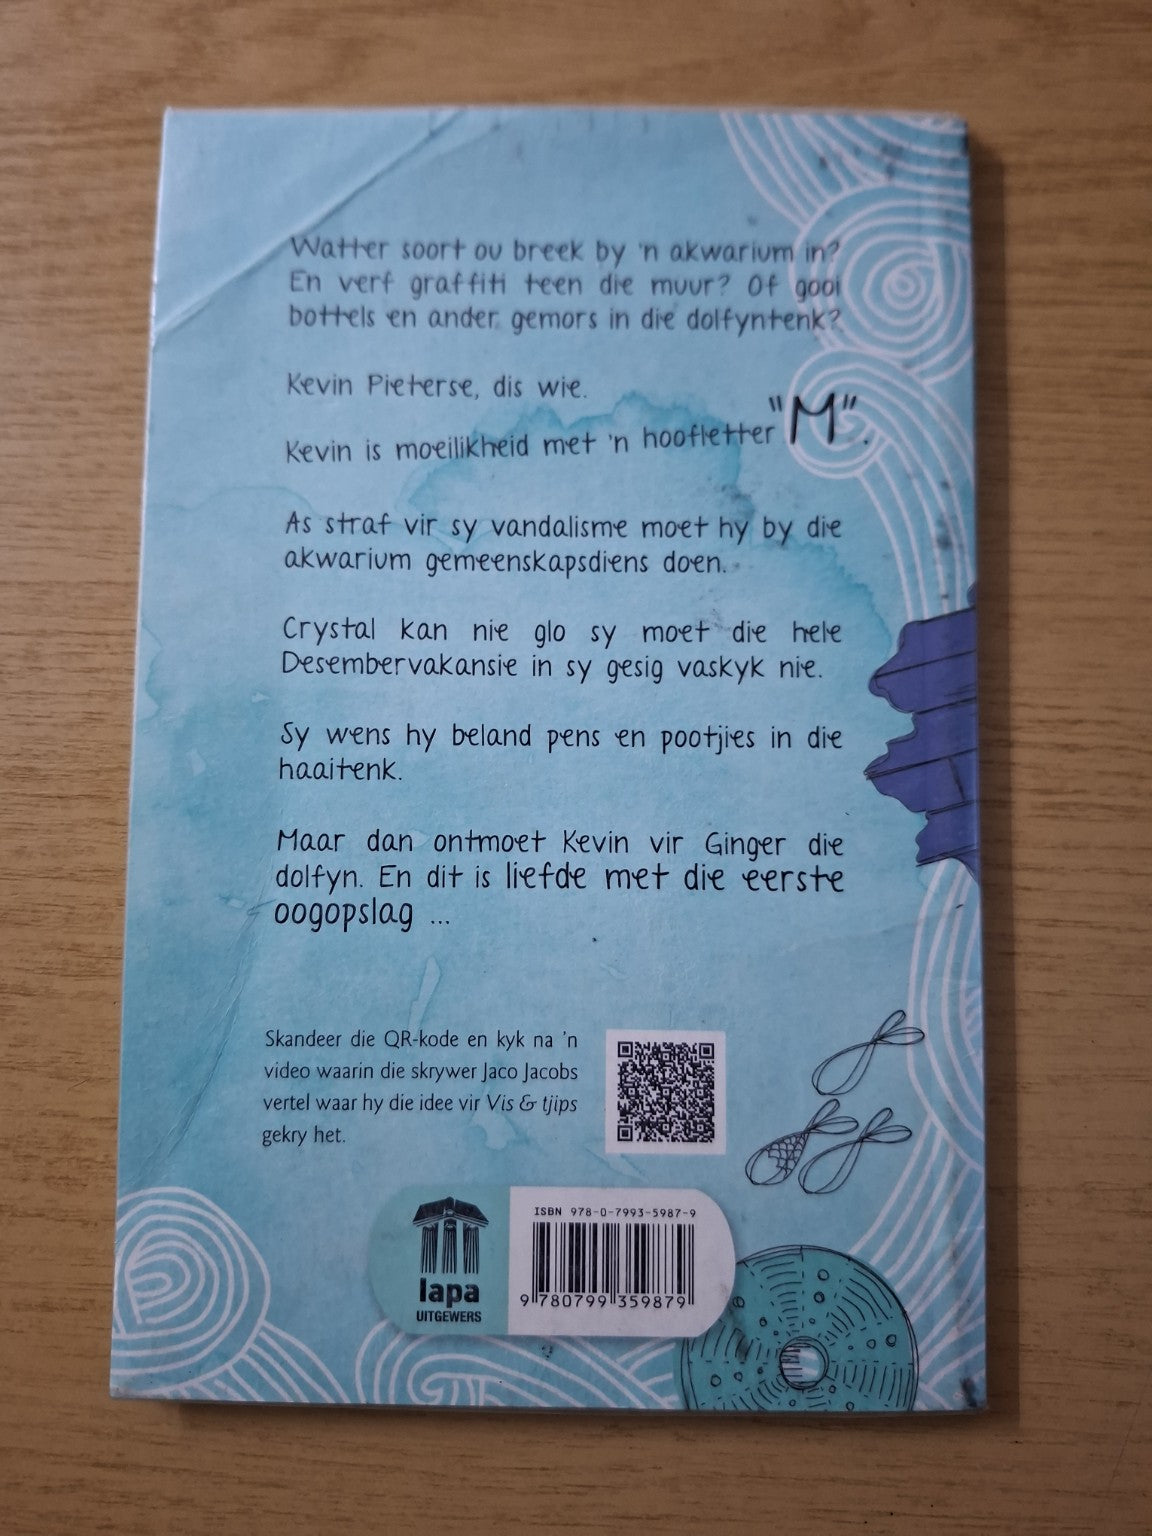 Watter soort ou breek by 'n akwarium in?
En verf graffiti teen die muur? Of gooi
bottels en ander gemors in die dolfyntenk?
Kevin Pieterse, dis wie.
Kevin is moeilikheid met 'n hoofletter "M".
As straf vir sy vandalisme moet hy by die
akwarium gemeenskapsdiens doen.
Crystal kan nie glo sy moet die hele
Desembervakansie in sy gesig vaskyk nie.
Sy wens hy beland pens en pootjies in die
haaitenk.
Maar dan ontmoet Kevin vir Ginger die
dolfyn. En dit is liefde met die eerste
oogopslag ...
Skandeer die QR-kode en kyk na 'n
video waarin die skrywer Jaco Jacobs
vertel waar hy die idee vir Vis & tjips
gekry het.
lapa
UITGEWERS
ISBN 978-0-7993-5987-9
9 780799 359879